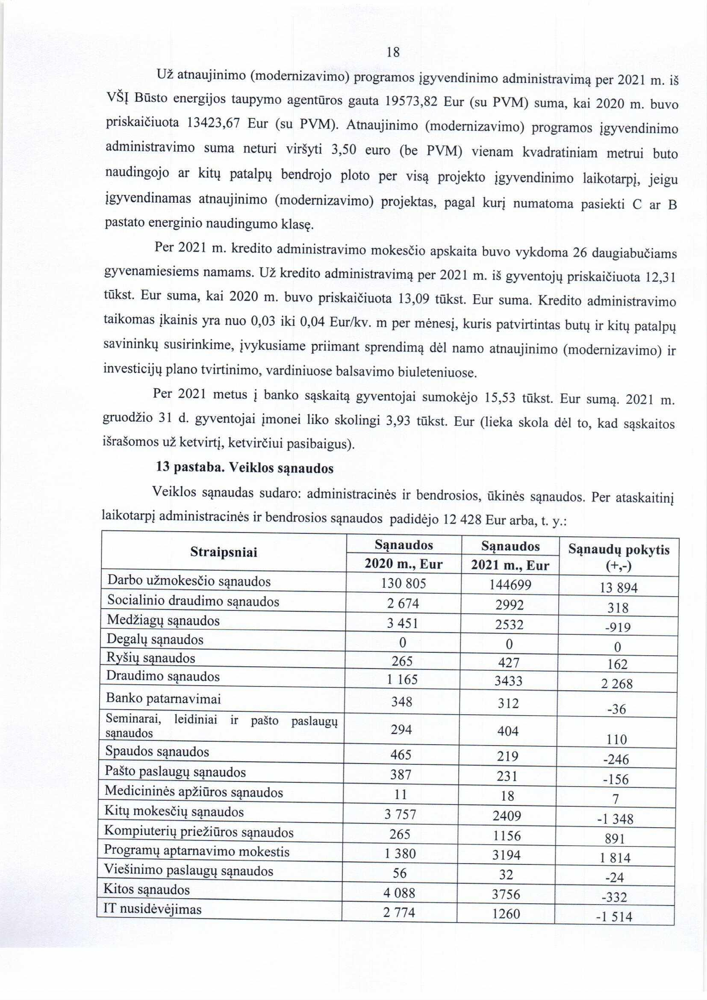 18
Už atnaujinimo (modernizavimo) programos įgyvendinimo administravimą per 2021 m. iš
VŠĮ Būsto energijos taupymo agentūros gauta 19573,82 Eur (su PVM) suma, kai 2020 m. buvo
priskaičiuota 13423,67 Eur (su PVM). Atnaujinimo (modernizavimo) programos įgyvendinimo
administravimo suma neturi viršyti 3,50 euro (be PVM) vienam kvadratiniam metrui buto
naudingojo ar kitų patalpų bendrojo ploto per visą projekto įgyvendinimo laikotarpį, jeigu
įgyvendinamas atnaujinimo (modernizavimo) projektas, pagal kurį numatoma pasiekti C ar B
pastato energinio naudingumo klasę.
Per 2021 m. kredito administravimo mokesčio apskaita buvo vykdoma 26 daugiabučiams
gyvenamiesiems namams. Už kredito administravimą per 2021 m. iš gyventojų priskaičiuota 12,31
tūkst. Eur suma, kai 2020 m. buvo priskaičiuota 13,09 tūkst. Eur suma. Kredito administravimo
taikomas įkainis yra nuo 0,03 iki 0,04 Eur/kv. m per mėnesį, kuris patvirtintas butų ir kitų patalpų
savininkų susirinkime, įvykusiame priimant sprendimą dėl namo atnaujinimo (modernizavimo) ir
investicijų plano tvirtinimo, vardiniuose balsavimo biuleteniuose.
Per 2021 metus į banko sąskaitą gyventojai sumokėjo 15,53 tūkst. Eur sumą. 2021 m.
gruodžio 31 d. gyventojai įmonei liko skolingi 3,93 tūkst. Eur (lieka skola dėl to, kad sąskaitos
išrašomos už ketvirtį, ketvirčiui pasibaigus).
13 pastaba. Veiklos sąnaudos
Veiklos sąnaudas sudaro: administracinės ir bendrosios, ūkinės sąnaudos. Per ataskaitinį
laikotarpį administracinės ir bendrosios sąnaudos padidėjo 12 428 Eur arba, t. y.:
Straipsniai Sąnaudos Sąnaudos Sąnaudų pokytis
2020 m., Eur 2021 m., Eur (+,-)
Darbo užmokesčio sąnaudos 130 805 144699 13 894
Socialinio draudimo sąnaudos 2 674 2992 318
Medžiagų sąnaudos 3 451 2532 -919
Degalų sąnaudos 0 0 0
Ryšių sąnaudos 265 427 162
Draudimo sąnaudos 1 165 3433 2 268
Banko patarnavimai 348 312 -36
Seminarai, leidiniai ir pašto paslaugų
sąnaudos 294 404 110
Spaudos sąnaudos 465 219 -246
Pašto paslaugų sąnaudos 387 231 -156
Medicininės apžiūros sąnaudos 11 18 7
Kitų mokesčių sąnaudos 3 757 2409 -1 348
Kompiuterių priežiūros sąnaudos 265 1156 891
Programų aptarnavimo mokestis 1 380 3194 1 814
Viešinimo paslaugų sąnaudos 56 32 -24
Kitos sąnaudos 4 088 3756 -332
IT nusidėvėjimas 2 774 1260 -1 514